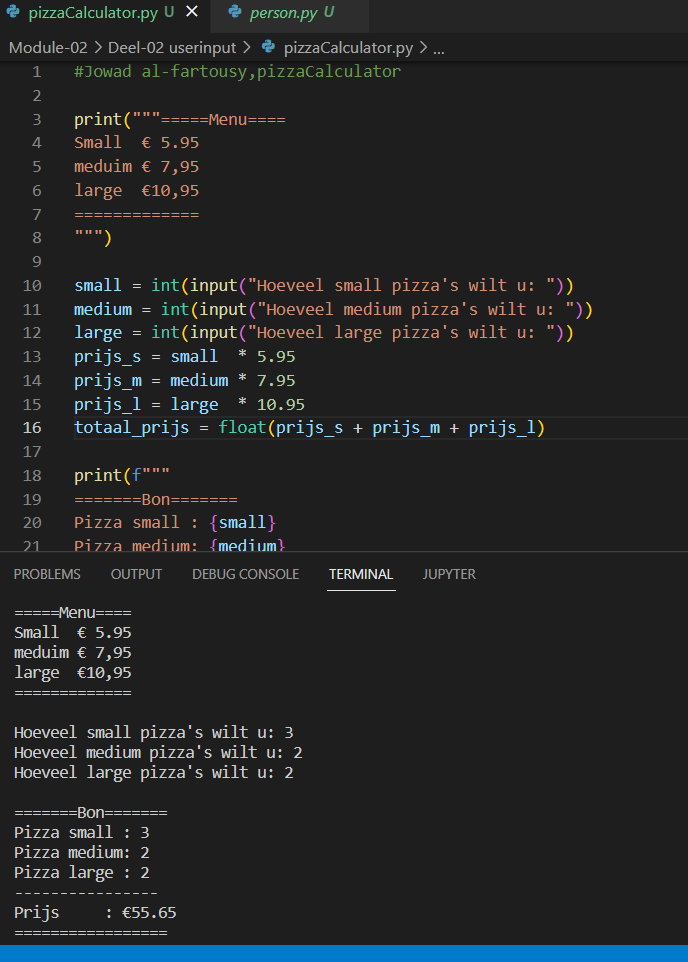 pizzaCalculator.py U × person.py U
Module-02 > Deel-02 userinput > pizzaCalculator.py > ...
1 #Jowad al-fartousy,pizzaCalculator
2
3 print("""=====Menu====
4 Small  € 5.95
5 meduim € 7,95
6 large  €10,95
7 =============
8 """)
9
10 small = int(input("Hoeveel small pizza's wilt u: "))
11 medium = int(input("Hoeveel medium pizza's wilt u: "))
12 large = int(input("Hoeveel large pizza's wilt u: "))
13 prijs_s = small  * 5.95
14 prijs_m = medium * 7.95
15 prijs_l = large  * 10.95
16 totaal_prijs = float(prijs_s + prijs_m + prijs_l)
17
18 print(f"""
19 =======Bon=======
20 Pizza small : {small}
21 Pizza medium: {medium}
PROBLEMS OUTPUT DEBUG CONSOLE TERMINAL JUPYTER
=====Menu====
Small  € 5.95
meduim € 7,95
large  €10,95
=============
Hoeveel small pizza's wilt u: 3
Hoeveel medium pizza's wilt u: 2
Hoeveel large pizza's wilt u: 2
=======Bon=======
Pizza small : 3
Pizza medium: 2
Pizza large : 2
----------------
Prijs     : €55.65
=================